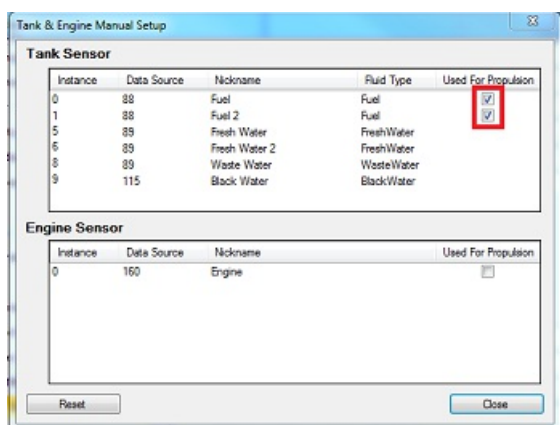 Tank & Engine Manual Setup
Tank Sensor
Instance Data Source Nickname Fluid Type Used For Propulsion
0 88 Fuel Fuel
1 88 Fuel 2 Fuel
5 89 Fresh Water FreshWater
6 89 Fresh Water 2 FreshWater
8 89 Waste Water WasteWater
9 115 Black Water BlackWater
Engine Sensor
Instance Data Source Nickname Used For Propulsion
0 160 Engine
Reset Close